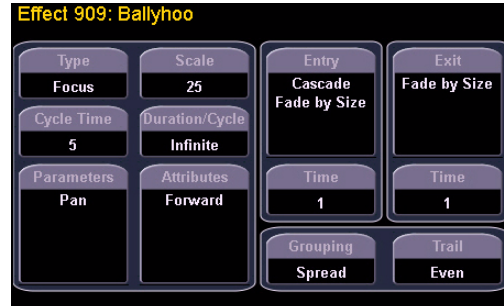 Effect 909: Ballyhoo
Type
Focus
Scale
25
Entry
Cascade
Fade by Size
Exit
Fade by Size
Cycle Time
5
Duration/Cycle
Infinite
Parameters
Pan
Attributes
Forward
Time
1
Time
1
Grouping
Spread
Trail
Even